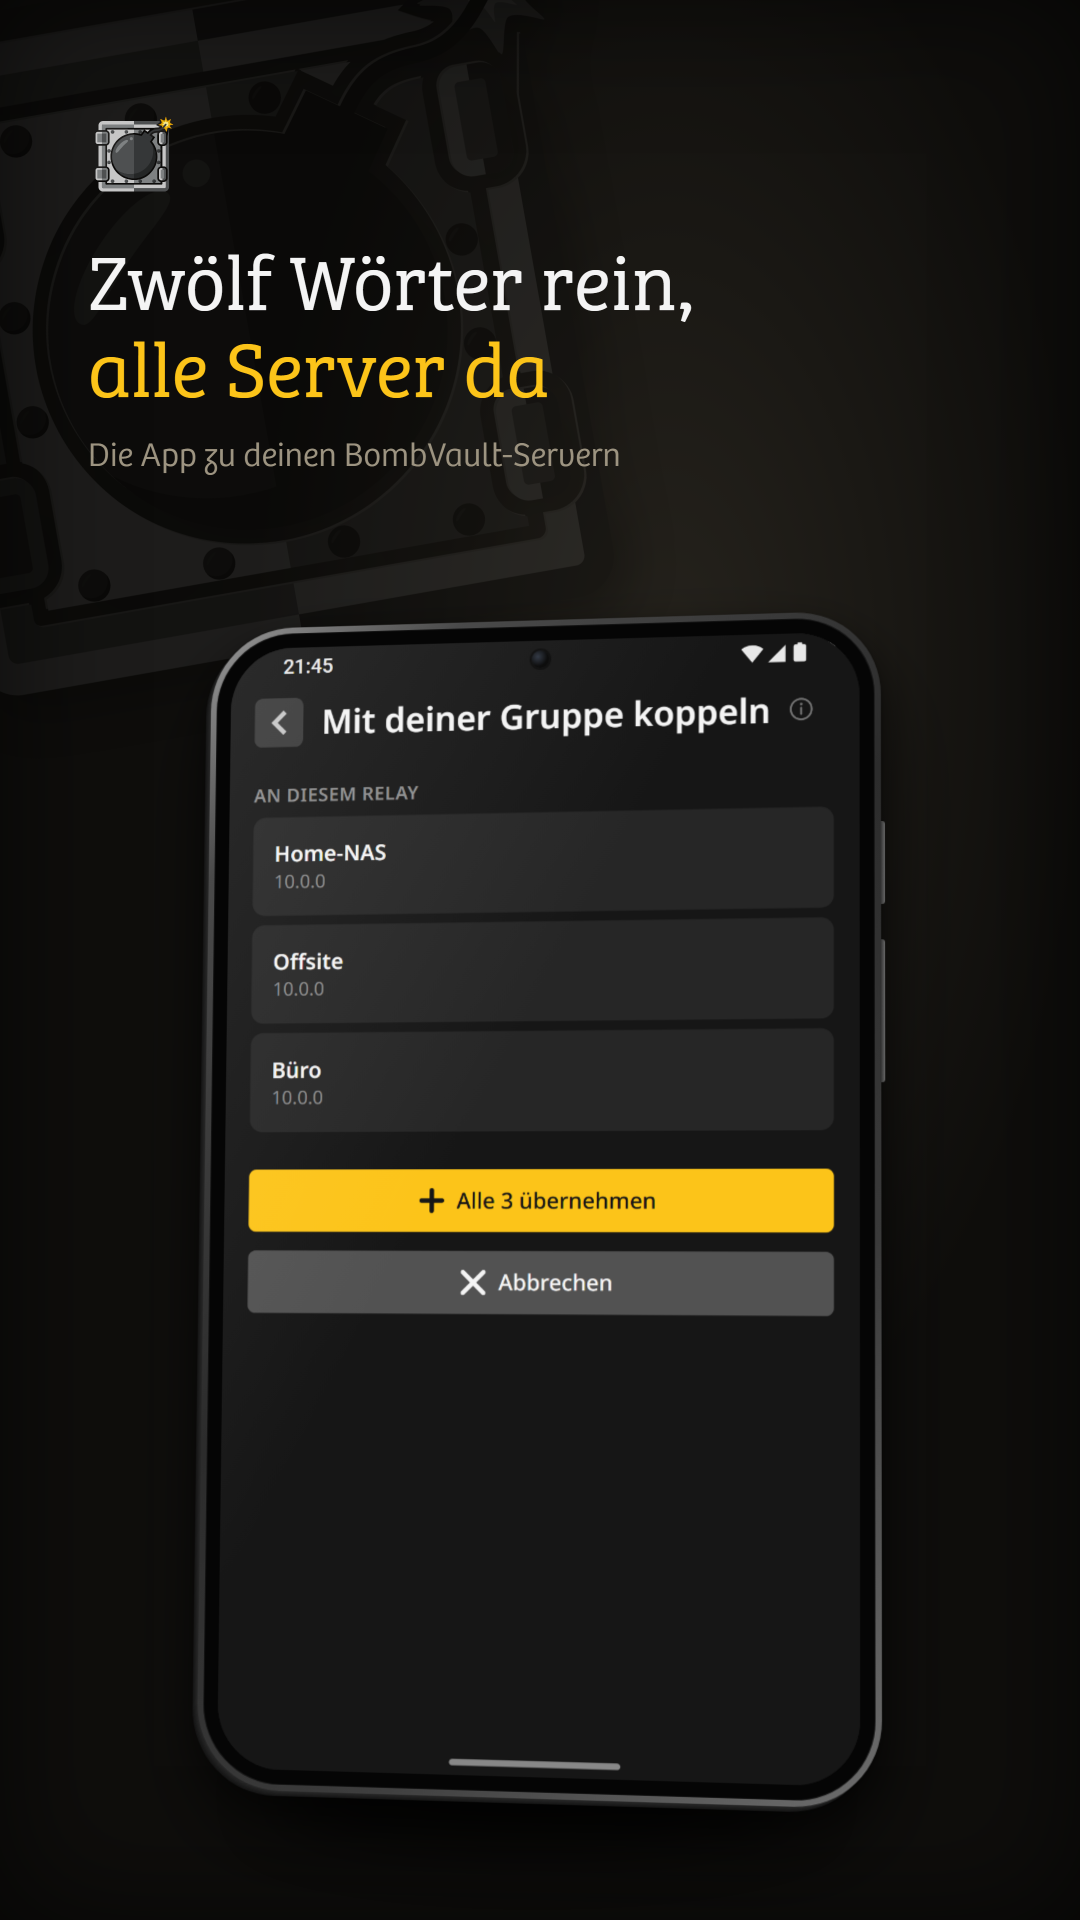 Zwölf Wörter rein,
alle Server da
Die App zu deinen BombVault-Servern
21:45
Mit deiner Gruppe koppeln
AN DIESEM RELAY
Home-NAS
10.0.0
Offsite
10.0.0
Büro
10.0.0
Alle 3 übernehmen
Abbrechen